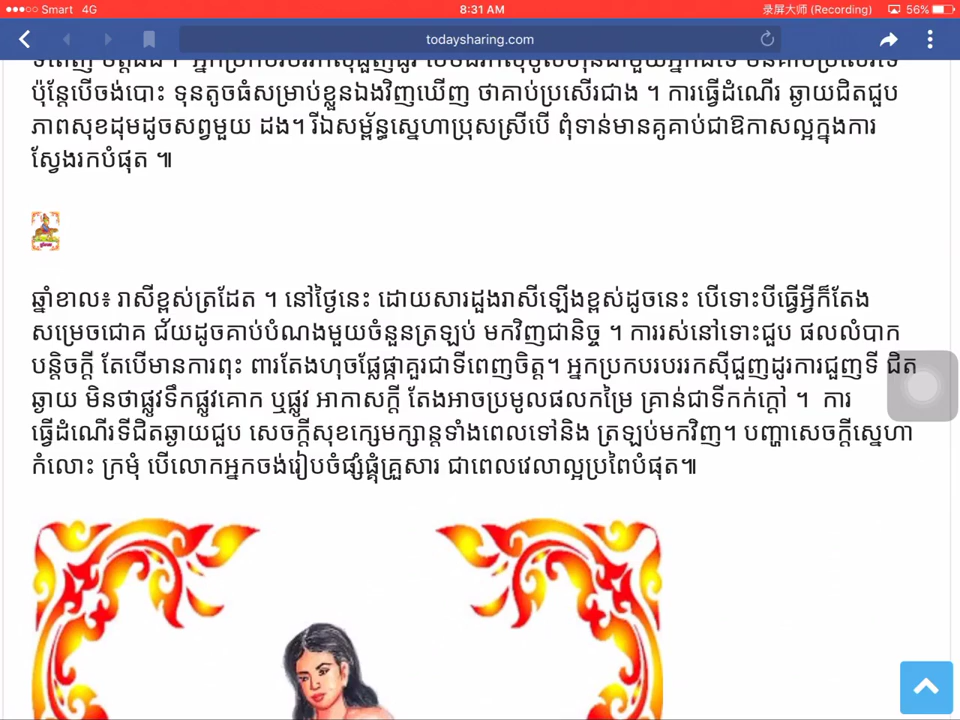 Smart 4G 8:31 AM 录屏大师 (Recording) 56%
todaysharing.com
ប៉ុន្តែបើចង់បោះ ទុនតូចធំសម្រាប់ខ្លួនឯងវិញឃើញ ថាគាប់ប្រសើរជាង ។ ការធ្វើដំណើរ ឆ្ងាយជិតជួប
ភាពសុខដុមដូចសព្វមួយ ដង។ រីឯសម្ព័ន្ធស្នេហាប្រុសស្រីបើ ពុំទាន់មានគូគាប់ជាឱកាសល្អក្នុងការ
ស្វែងរកបំផុត ៕
ឆ្នាំខាល៖ រាសីខ្ពស់ត្រដែត ។ នៅថ្ងៃនេះ ដោយសារដួងរាសីឡើងខ្ពស់ដូចនេះ បើទោះបីធ្វើអ្វីក៏តែង
សម្រេចជោគ ជ័យដូចគាប់បំណងមួយចំនួនត្រឡប់ មកវិញជានិច្ច ។ ការរស់នៅទោះជួប ផលលំបាក
បន្តិចក្តី តែបើមានការពុះ ពារតែងហុចផ្លែផ្កាគួរជាទីពេញចិត្ត។ អ្នកប្រកបរបររកស៊ីជួញដូរការជួញទី ជិត
ឆ្ងាយ មិនថាផ្លូវទឹកផ្លូវគោក ឬផ្លូវ អាកាសក្តី តែងអាចប្រមូលផលកម្រៃ គ្រាន់ជាទីកក់ក្តៅ ។ ការ
ធ្វើដំណើរទីជិតឆ្ងាយជួប សេចក្តីសុខក្សេមក្សាន្តទាំងពេលទៅនិង ត្រឡប់មកវិញ។ បញ្ហាសេចក្តីស្នេហា
កំលោះ ក្រមុំ បើលោកអ្នកចង់រៀបចំផ្សំផ្គុំគ្រួសារ ជាពេលវេលាល្អប្រពៃបំផុត៕